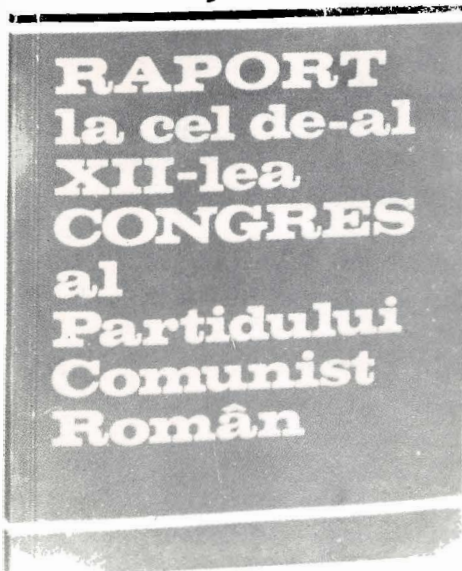 RAPORT
la cel de-al
XII-lea
CONGRES
al
Partidului
Comunist
Român